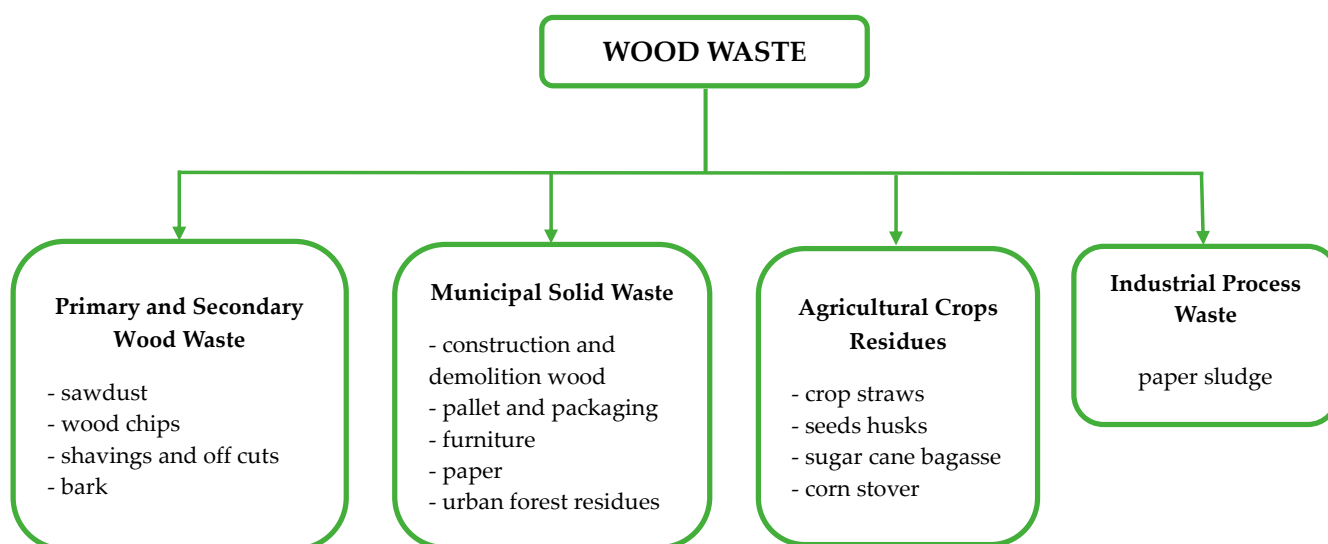 WOOD WASTE
Primary and Secondary
Wood Waste
- sawdust
- wood chips
- shavings and off cuts
- bark
Municipal Solid Waste
- construction and
demolition wood
- pallet and packaging
- furniture
- paper
- urban forest residues
Agricultural Crops
Residues
- crop straws
- seeds husks
- sugar cane bagasse
- corn stover
Industrial Process
Waste
paper sludge